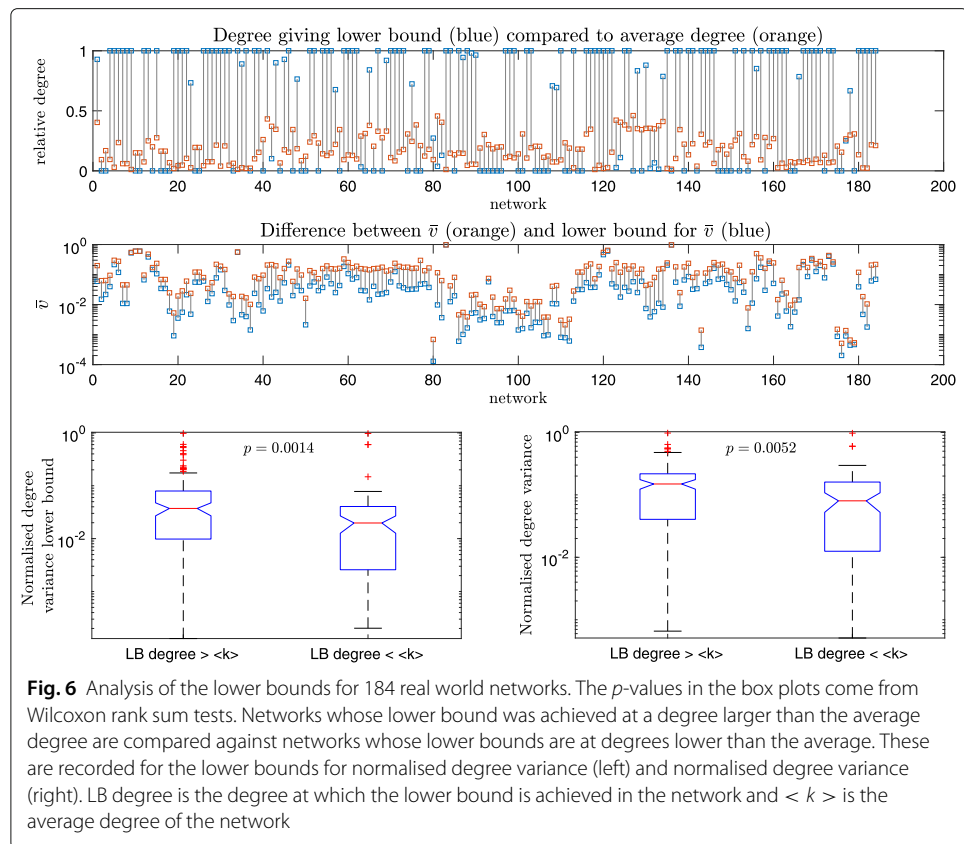 Degree giving lower bound (blue) compared to average degree (orange)
1
0.5
0
relative degree
0 20 40 60 80 100 120 140 160 180 200
network
Difference between v̄ (orange) and lower bound for v̄ (blue)
10^0
10^-2
10^-4
v̄
0 20 40 60 80 100 120 140 160 180 200
network
10^0
10^-2
Normalised degree
variance lower bound
p = 0.0014
LB degree > <k> LB degree < <k>
10^0
10^-2
Normalised degree variance
p = 0.0052
LB degree > <k> LB degree < <k>
Fig. 6 Analysis of the lower bounds for 184 real world networks. The p-values in the box plots come from
Wilcoxon rank sum tests. Networks whose lower bound was achieved at a degree larger than the average
degree are compared against networks whose lower bounds are at degrees lower than the average. These
are recorded for the lower bounds for normalised degree variance (left) and normalised degree variance
(right). LB degree is the degree at which the lower bound is achieved in the network and < k > is the
average degree of the network